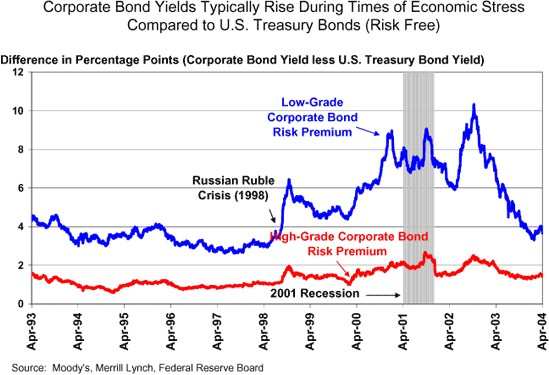 Corporate Bond Yields Typically Rise During Times of Economic Stress
Compared to U.S. Treasury Bonds (Risk Free)
Difference in Percentage Points (Corporate Bond Yield less U.S. Treasury Bond Yield)
12
10
8
6
4
2
0
Low-Grade
Corporate Bond
Risk Premium
Russian Ruble
Crisis (1998)
High-Grade Corporate Bond
Risk Premium
2001 Recession
Apr-93
Apr-94
Apr-95
Apr-96
Apr-97
Apr-98
Apr-99
Apr-00
Apr-01
Apr-02
Apr-03
Apr-04
Source: Moody's, Merrill Lynch, Federal Reserve Board